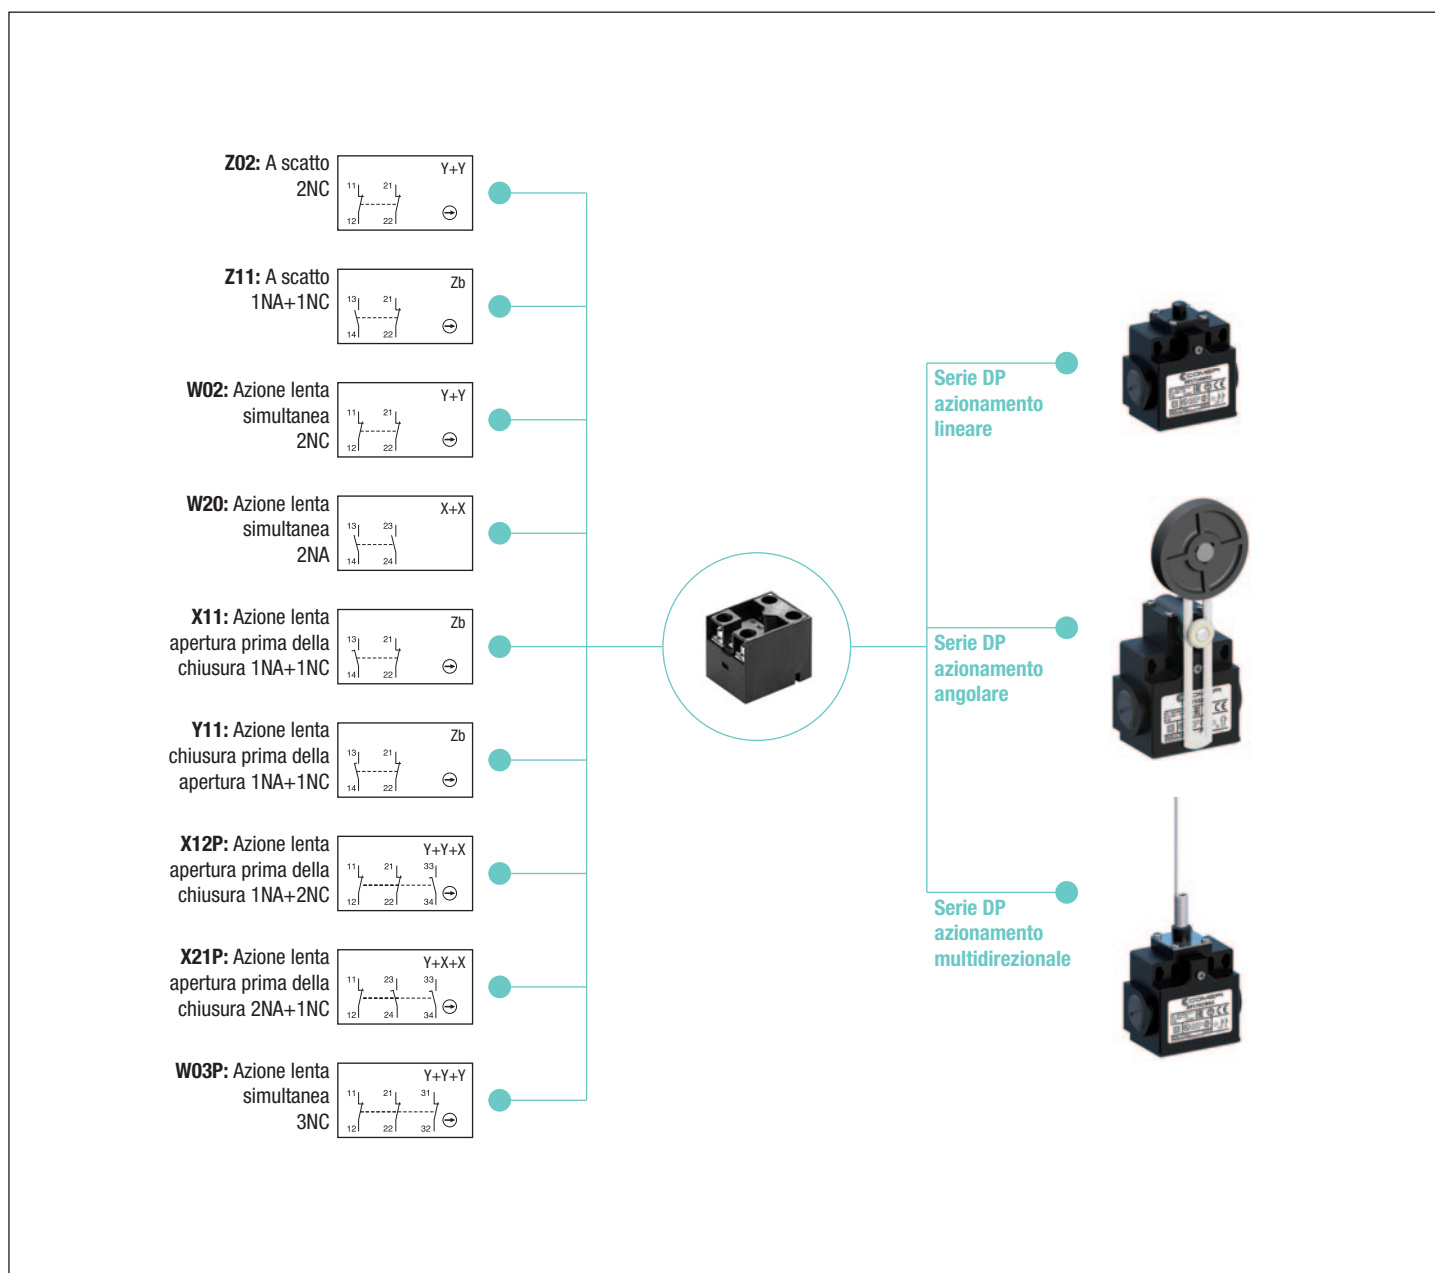 Z02: A scatto
2NC
Y+Y
11 21
12 22
Z11: A scatto
1NA+1NC
Zb
13 21
14 22
W02: Azione lenta
simultanea
2NC
Y+Y
11 21
12 22
W20: Azione lenta
simultanea
2NA
X+X
13 23
14 24
X11: Azione lenta
apertura prima della
chiusura 1NA+1NC
Zb
13 21
14 22
Y11: Azione lenta
chiusura prima della
apertura 1NA+1NC
Zb
13 21
14 22
X12P: Azione lenta
apertura prima della
chiusura 1NA+2NC
Y+Y+X
11 21 33
12 22 34
X21P: Azione lenta
apertura prima della
chiusura 2NA+1NC
Y+X+X
11 23 33
12 24 34
W03P: Azione lenta
simultanea
3NC
Y+Y+Y
11 21 31
12 22 32
Serie DP
azionamento
lineare
COMEPI
CE
Serie DP
azionamento
angolare
CE
Serie DP
azionamento
multidirezionale
COMEPI
CE